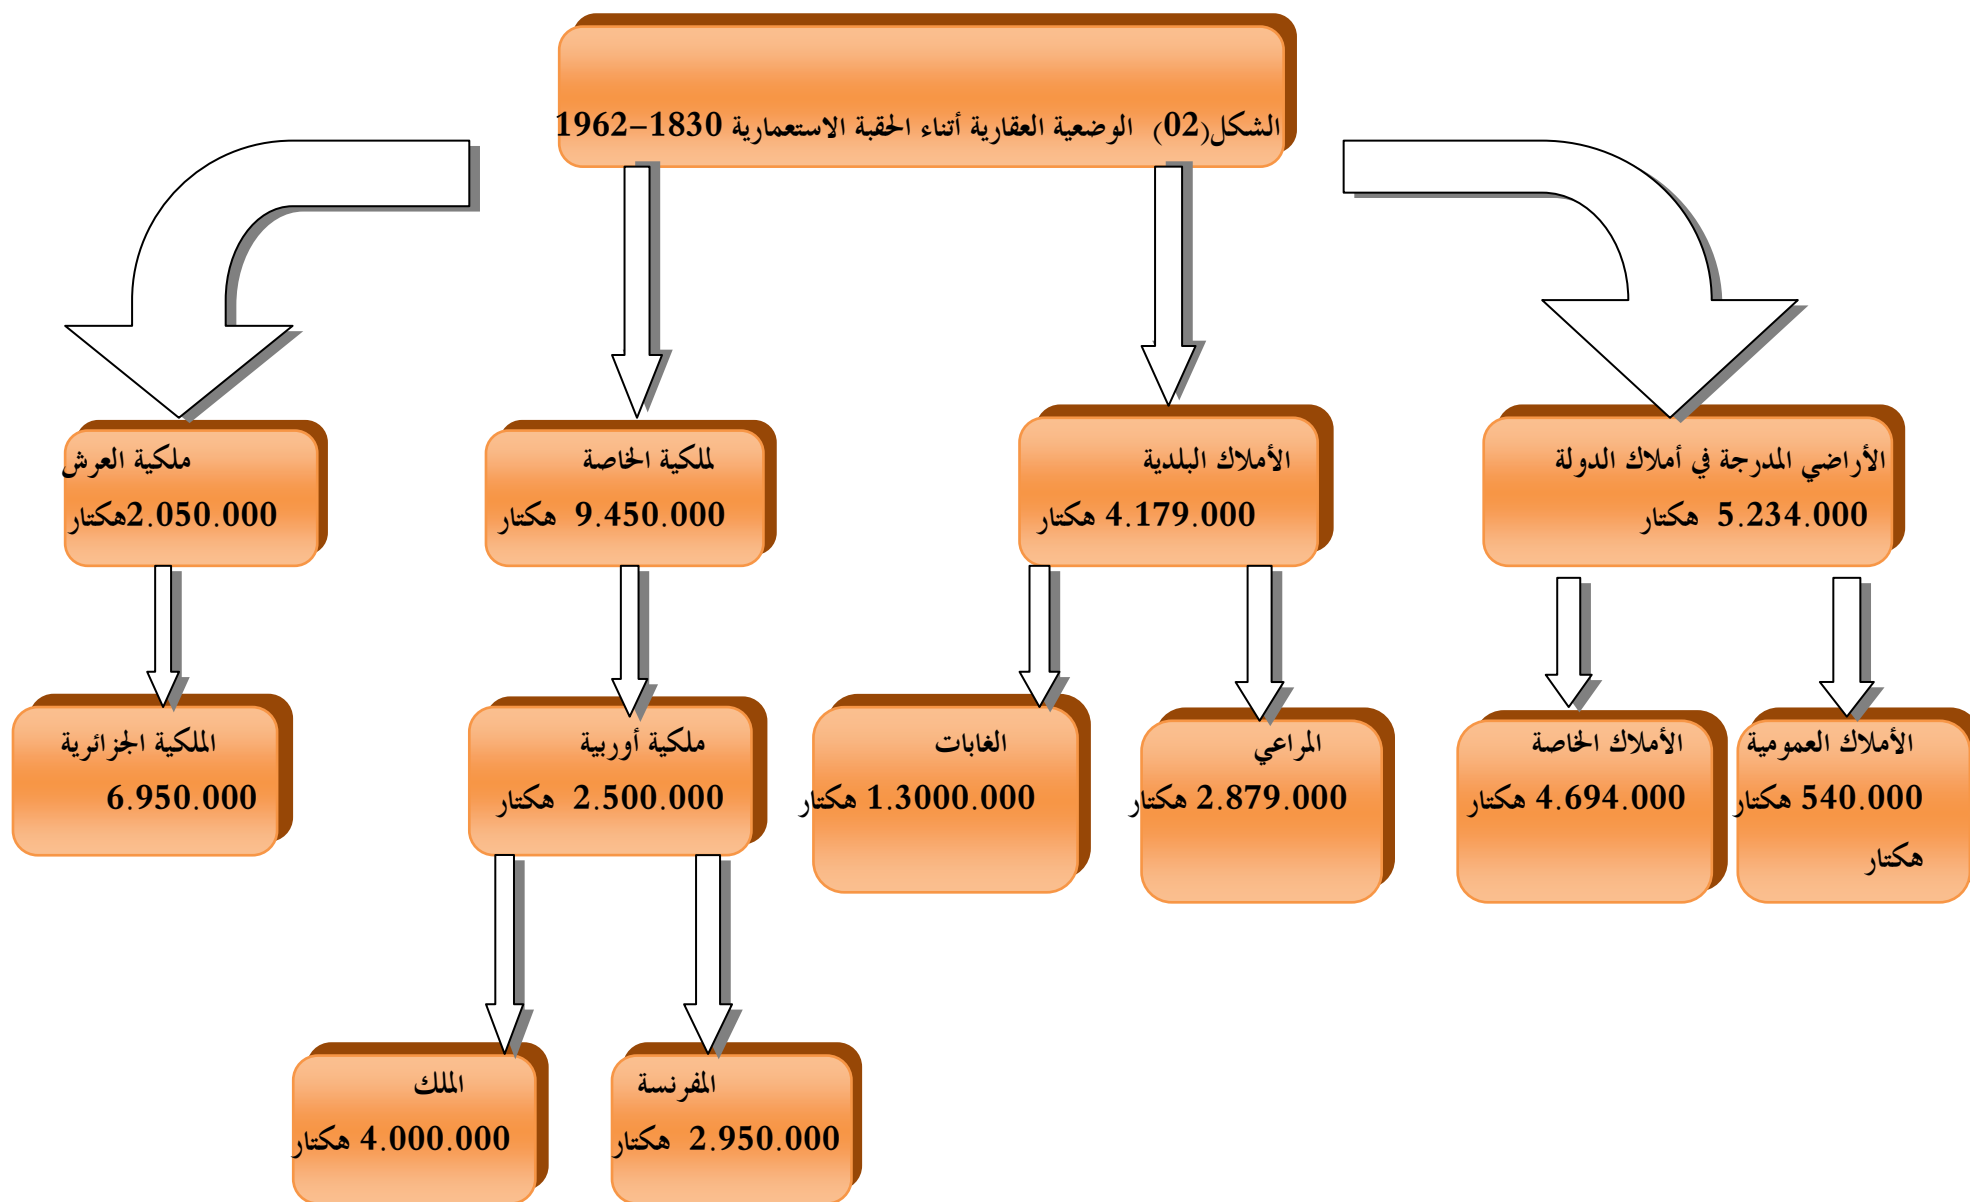 الشكل(02) الوضعية العقارية أتناء الحقبة الاستعمارية 1830-1962
الأراضي المدرجة في أملاك الدولة
5.234.000 هكتار
الأملاك البلدية
4.179.000 هكتار
لملكية الخاصة
9.450.000 هكتار
ملكية العرش
2.050.000هكتار
الأملاك العمومية
540.000 هكتار
هكتار
الأملاك الخاصة
4.694.000 هكتار
المراعي
2.879.000 هكتار
الغابات
1.3000.000 هكتار
ملكية أوربية
2.500.000 هكتار
الملكية الجزائرية
6.950.000
المفرنسة
2.950.000 هكتار
الملك
4.000.000 هكتار